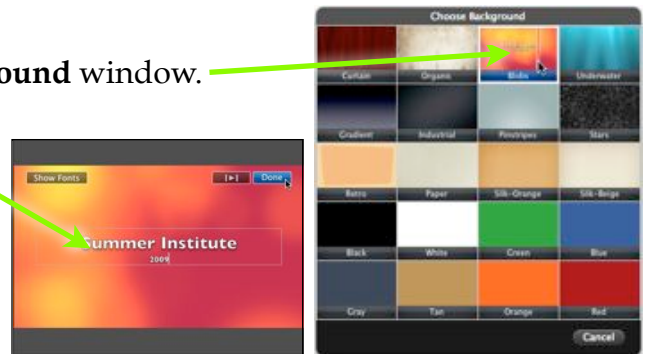 Choose Background
ound window.
Curtain Organic Blobs Underwater
Gradient Industrial Pinstripes Stars
Show Fonts Done
Retro Paper Silk-Orange Silk-Beige
Summer Institute
2009
Black White Green Blue
Gray Tan Orange Red
Cancel